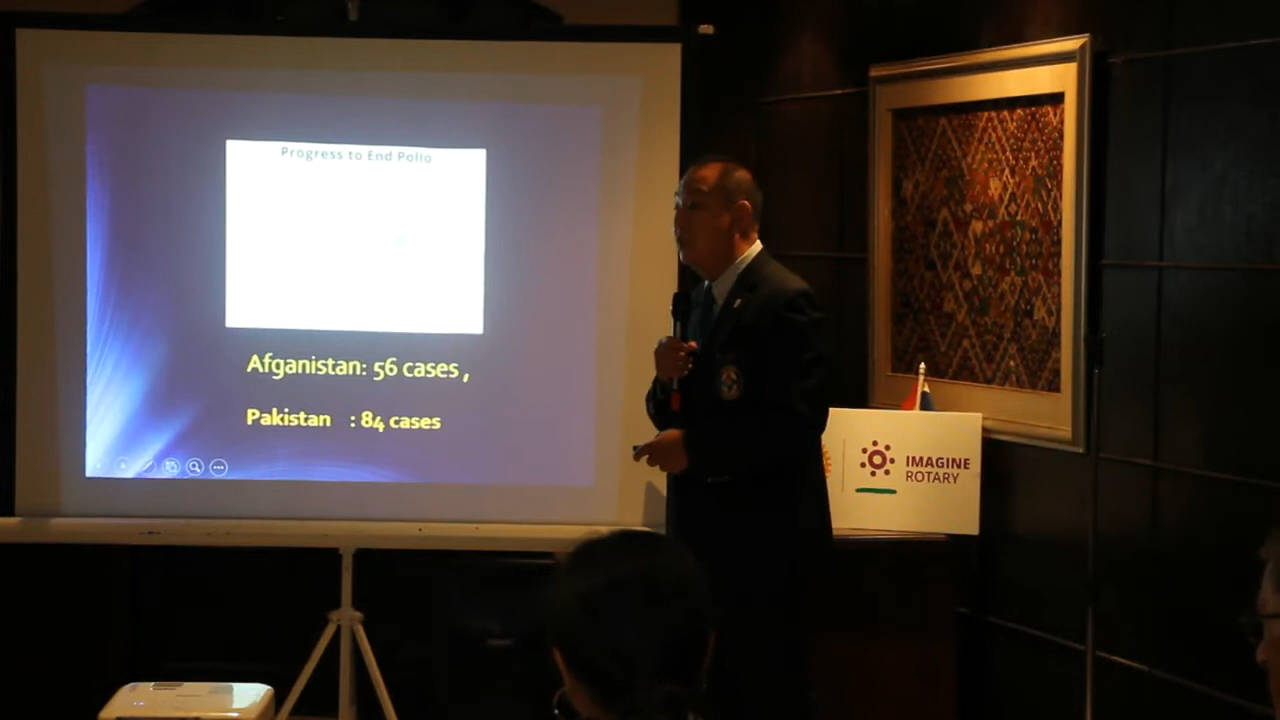 Progress to End Polio
Afganistan: 56 cases,
Pakistan : 84 cases
IMAGINE
ROTARY